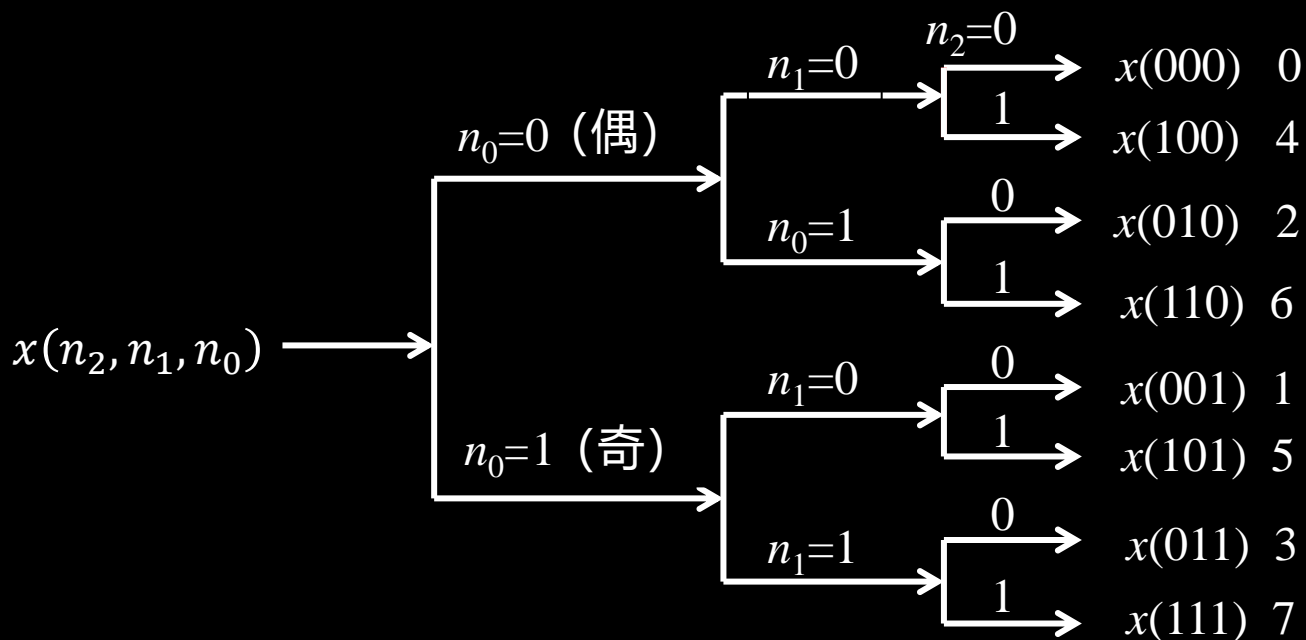 n₂=0
n₁=0
x(000) 0
1
n₀=0（偶）
x(100) 4
0
n₀=1
x(010) 2
1
x(110) 6
x(n₂, n₁, n₀)
0
n₁=0
x(001) 1
n₀=1（奇）
1
x(101) 5
0
n₁=1
x(011) 3
1
x(111) 7